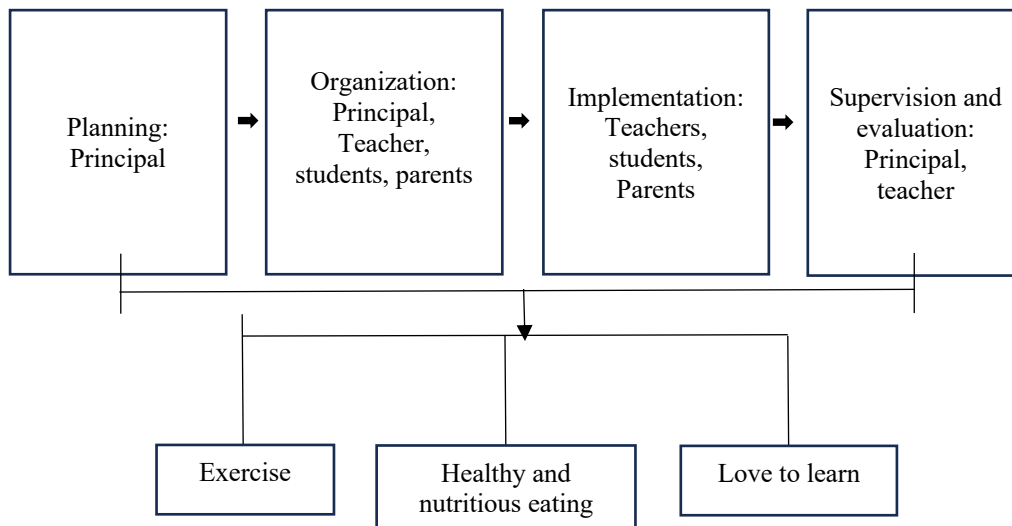 Planning:
Principal
Organization:
Principal,
Teacher,
students, parents
Implementation:
Teachers,
students,
Parents
Supervision and
evaluation:
Principal,
teacher
Exercise
Healthy and
nutritious eating
Love to learn